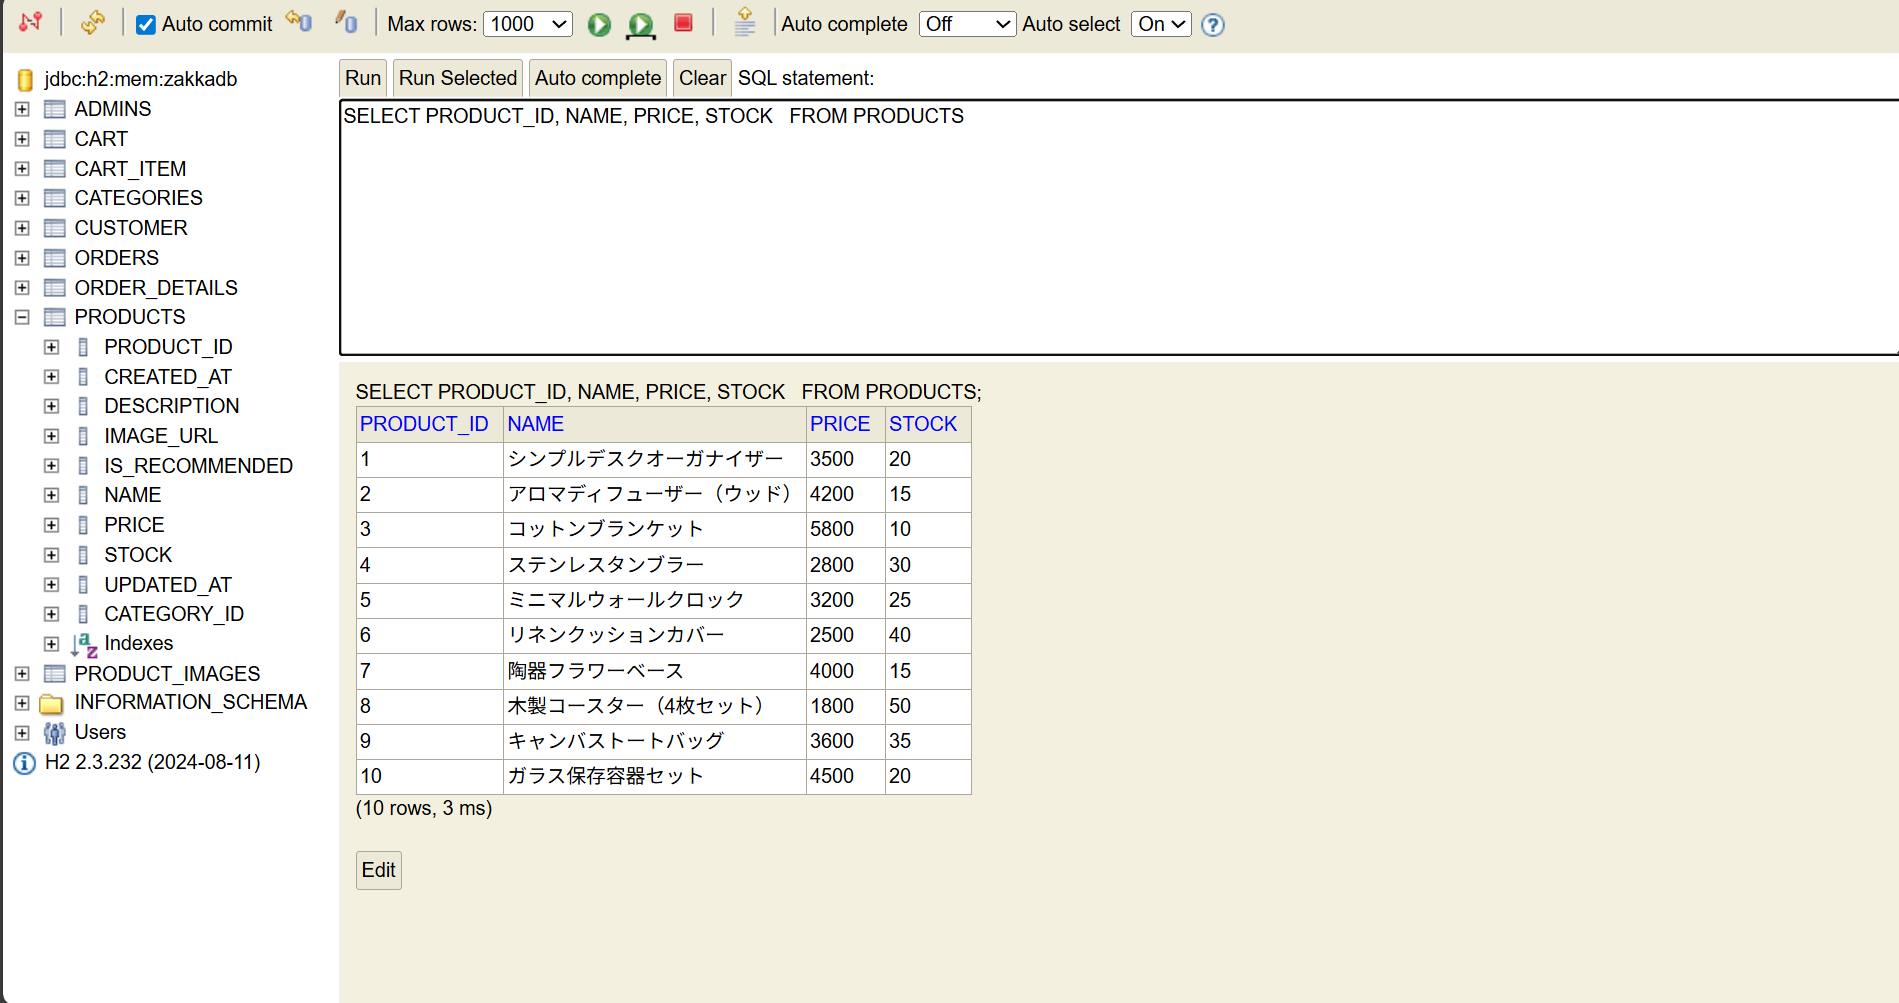 Auto commit Max rows: 1000 Auto complete Off Auto select On
jdbc:h2:mem:zakkadb
ADMINS
CART
CART_ITEM
CATEGORIES
CUSTOMER
ORDERS
ORDER_DETAILS
PRODUCTS
PRODUCT_ID
CREATED_AT
DESCRIPTION
IMAGE_URL
IS_RECOMMENDED
NAME
PRICE
STOCK
UPDATED_AT
CATEGORY_ID
Indexes
PRODUCT_IMAGES
INFORMATION_SCHEMA
Users
H2 2.3.232 (2024-08-11)
Run Run Selected Auto complete Clear SQL statement:
SELECT PRODUCT_ID, NAME, PRICE, STOCK   FROM PRODUCTS
SELECT PRODUCT_ID, NAME, PRICE, STOCK   FROM PRODUCTS;
PRODUCT_ID NAME PRICE STOCK
1 シンプルデスクオーガナイザー 3500 20
2 アロマディフューザー（ウッド） 4200 15
3 コットンブランケット 5800 10
4 ステンレスタンブラー 2800 30
5 ミニマルウォールクロック 3200 25
6 リネンクッションカバー 2500 40
7 陶器フラワーベース 4000 15
8 木製コースター（4枚セット） 1800 50
9 キャンバストートバッグ 3600 35
10 ガラス保存容器セット 4500 20
(10 rows, 3 ms)
Edit